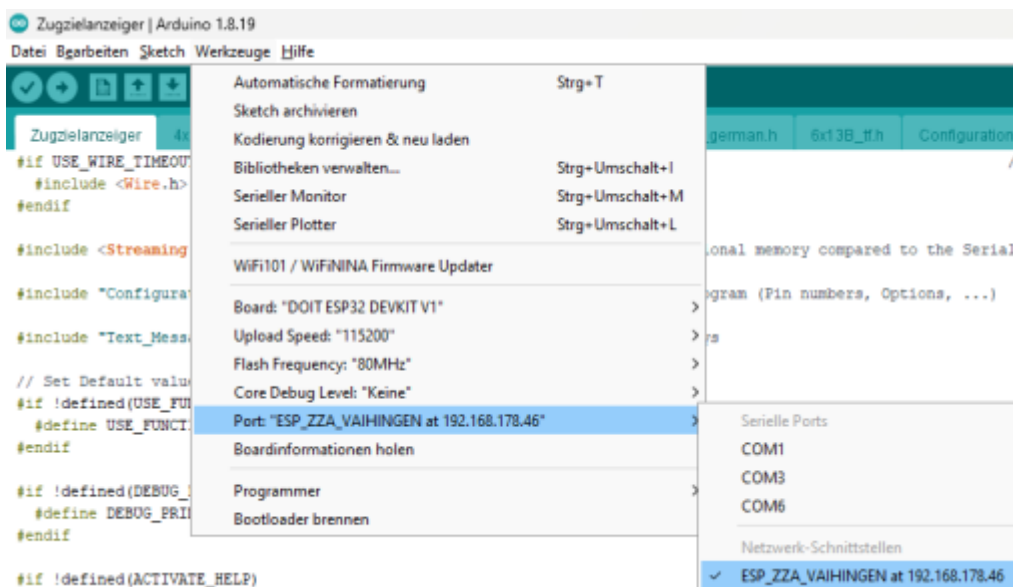 Zugzielanzeiger | Arduino 1.8.19
Datei Bearbeiten Sketch Werkzeuge Hilfe
Zugzielanzeiger 4x german.h 6x13B_tf.h Configuration
Automatische Formatierung Strg+T
Sketch archivieren
Kodierung korrigieren & neu laden
Bibliotheken verwalten... Strg+Umschalt+I
Serieller Monitor Strg+Umschalt+M
Serieller Plotter Strg+Umschalt+L
WiFi101 / WiFiNINA Firmware Updater
Board: "DOIT ESP32 DEVKIT V1"
Upload Speed: "115200"
Flash Frequency: "80MHz"
Core Debug Level: "Keine"
Port: "ESP_ZZA_VAIHINGEN at 192.168.178.46"
Boardinformationen holen
Programmer
Bootloader brennen
Serielle Ports
COM1
COM3
COM6
Netzwerk-Schnittstellen
ESP_ZZA_VAIHINGEN at 192.168.178.46
#if USE_WIRE_TIMEOUT
#include <Wire.h>
#endif
#include <Streaming onal memory compared to the Serial
#include "Configura ogram (Pin numbers, Options, ...)
#include "Text_Mess
// Set Default valu
#if !defined(USE_FU
#define USE_FUNCT
#endif
#if !defined(DEBUG_
#define DEBUG_PRI
#endif
#if !defined(ACTIVATE_HELP)